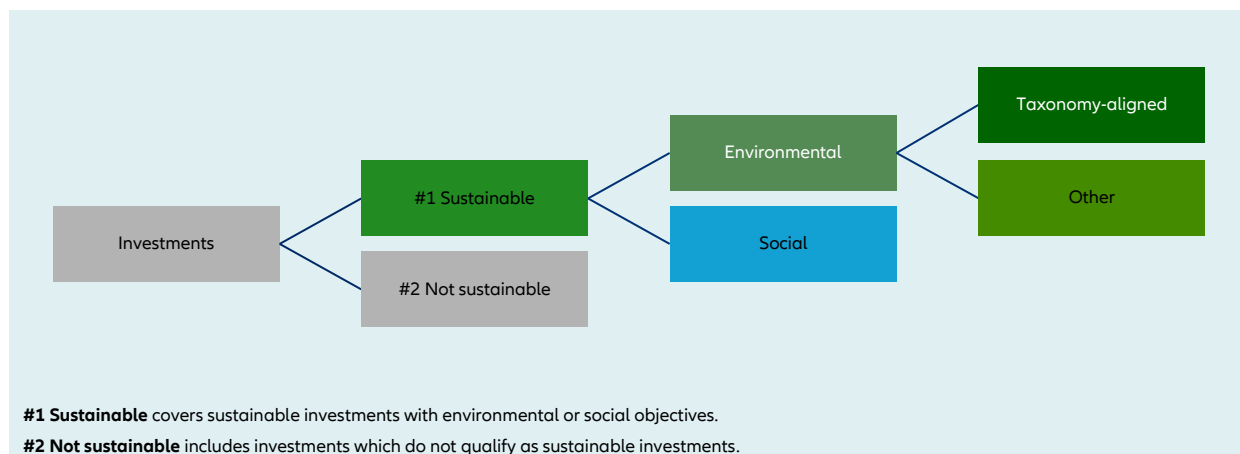 Taxonomy-aligned
Environmental
#1 Sustainable
Other
Investments
Social
#2 Not sustainable
#1 Sustainable covers sustainable investments with environmental or social objectives.
#2 Not sustainable includes investments which do not qualify as sustainable investments.